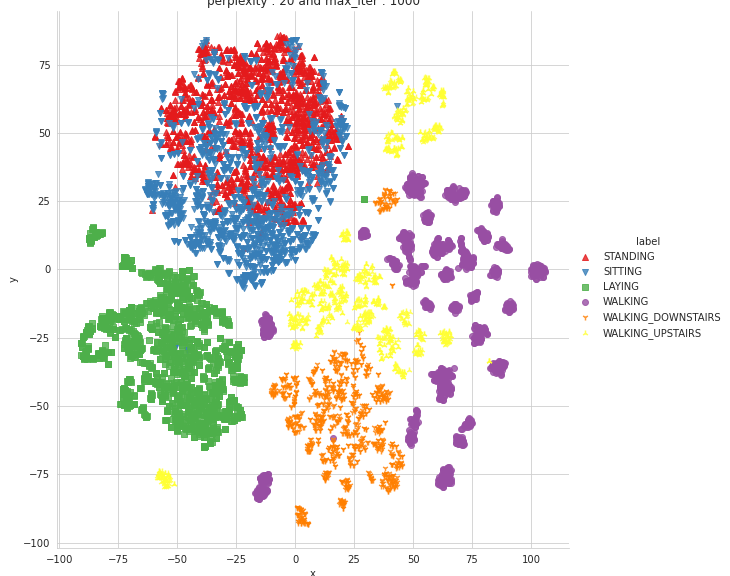 perplexity : 20 and max_iter : 1000
75
50
25
0
−25
−50
−75
−100
y
−100 −75 −50 −25 0 25 50 75 100
x
label
STANDING
SITTING
LAYING
WALKING
WALKING_DOWNSTAIRS
WALKING_UPSTAIRS